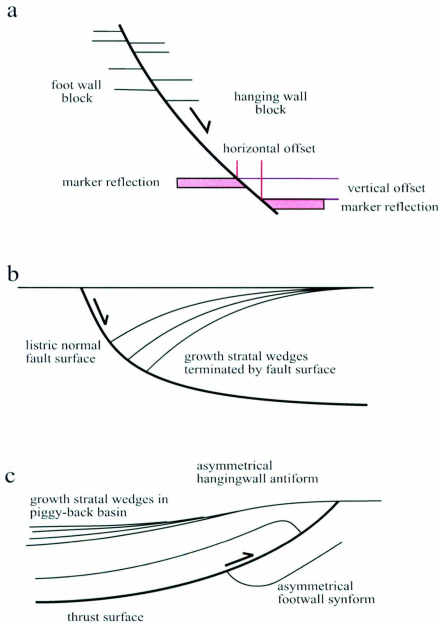 a
foot wall
block
hanging wall
block
horizontal offset
marker reflection
vertical offset
marker reflection
b
listric normal
fault surface
growth stratal wedges
terminated by fault surface
c
asymmetrical
hangingwall antiform
growth stratal wedges in
piggy-back basin
asymmetrical
footwall synform
thrust surface